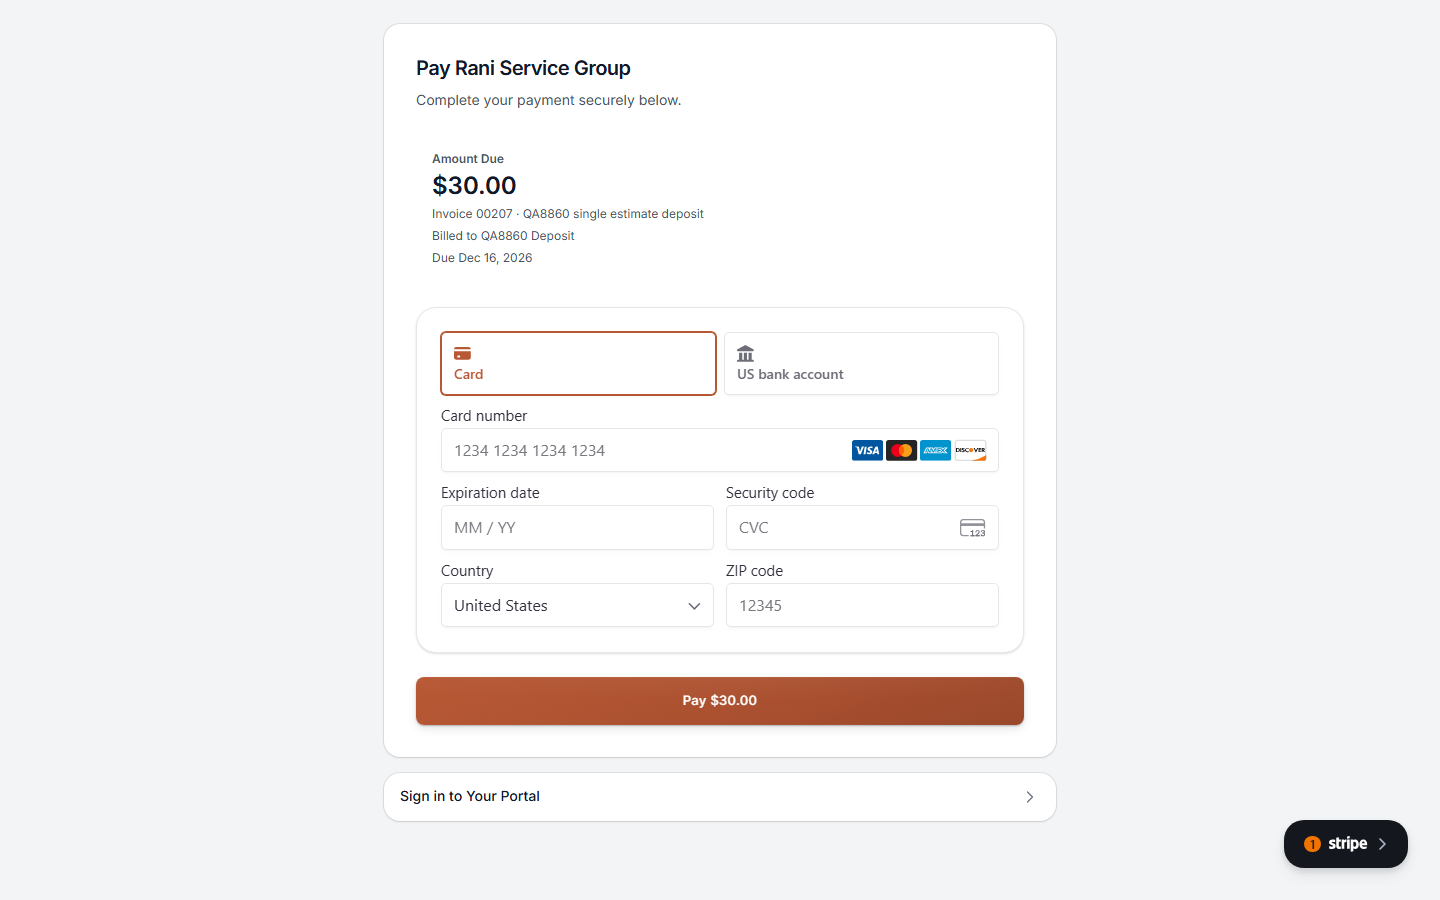 Pay Rani Service Group
Complete your payment securely below.
Amount Due
$30.00
Invoice 00207 · QA8860 single estimate deposit
Billed to QA8860 Deposit
Due Dec 16, 2026
Card
US bank account
Card number
1234 1234 1234 1234
VISA
AMEX
DISCOVER
Expiration date
Security code
MM / YY
CVC
123
Country
ZIP code
United States
12345
Pay $30.00
Sign in to Your Portal
1 stripe